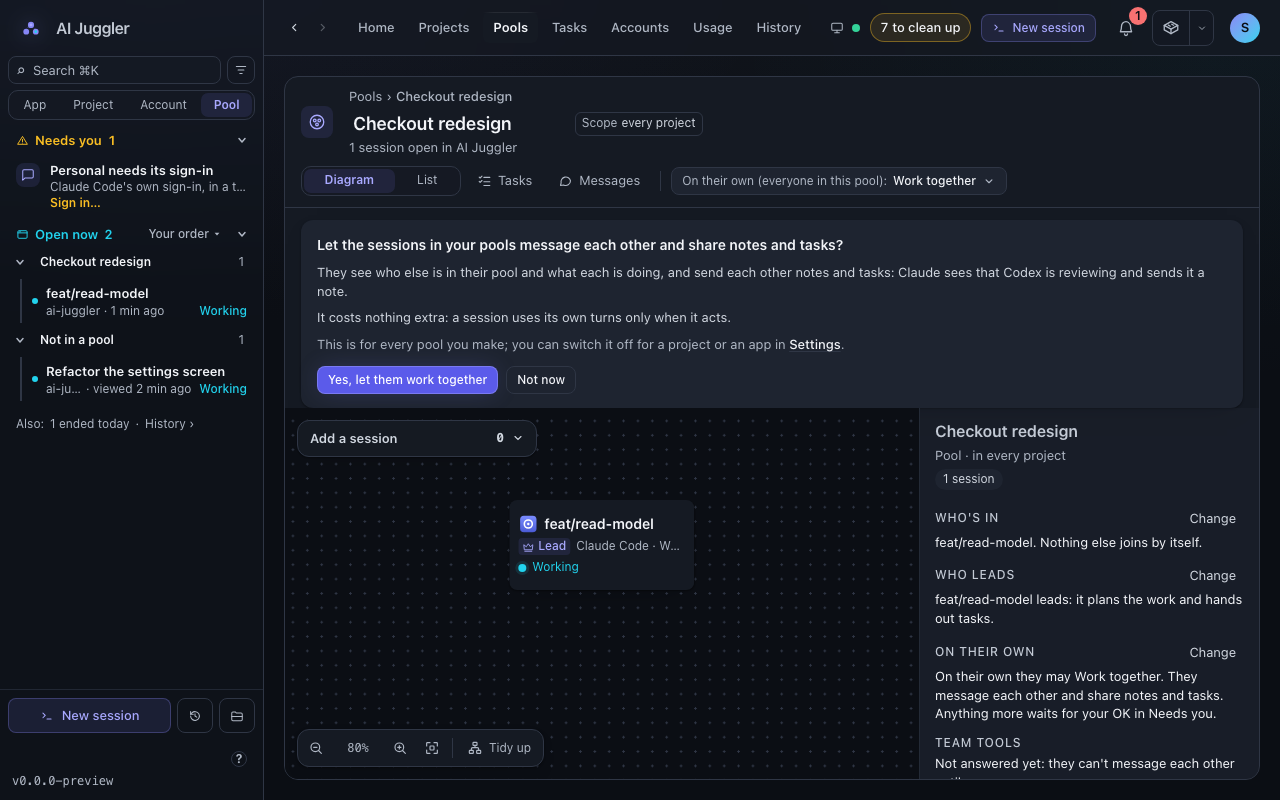 AI Juggler
Search ⌘K
App Project Account Pool
Needs you 1
Personal needs its sign-in
Claude Code's own sign-in, in a t…
Sign in…
Open now 2 Your order
Checkout redesign 1
feat/read-model
ai-juggler · 1 min ago Working
Not in a pool 1
Refactor the settings screen
ai-ju… · viewed 2 min ago Working
Also: 1 ended today · History ›
New session
?
v0.0.0-preview
Home Projects Pools Tasks Accounts Usage History
7 to clean up
New session
1
S
Pools › Checkout redesign
Checkout redesign
Scope every project
1 session open in AI Juggler
Diagram List Tasks Messages
On their own (everyone in this pool): Work together
Let the sessions in your pools message each other and share notes and tasks?
They see who else is in their pool and what each is doing, and send each other notes and tasks: Claude sees that Codex is reviewing and sends it a
note.
It costs nothing extra: a session uses its own turns only when it acts.
This is for every pool you make; you can switch it off for a project or an app in Settings.
Yes, let them work together Not now
Add a session 0
feat/read-model
Lead Claude Code · W…
Working
80% Tidy up
Checkout redesign
Pool · in every project
1 session
WHO'S IN Change
feat/read-model. Nothing else joins by itself.
WHO LEADS Change
feat/read-model leads: it plans the work and hands
out tasks.
ON THEIR OWN Change
On their own they may Work together. They
message each other and share notes and tasks.
Anything more waits for your OK in Needs you.
TEAM TOOLS
Not answered yet: they can't message each other